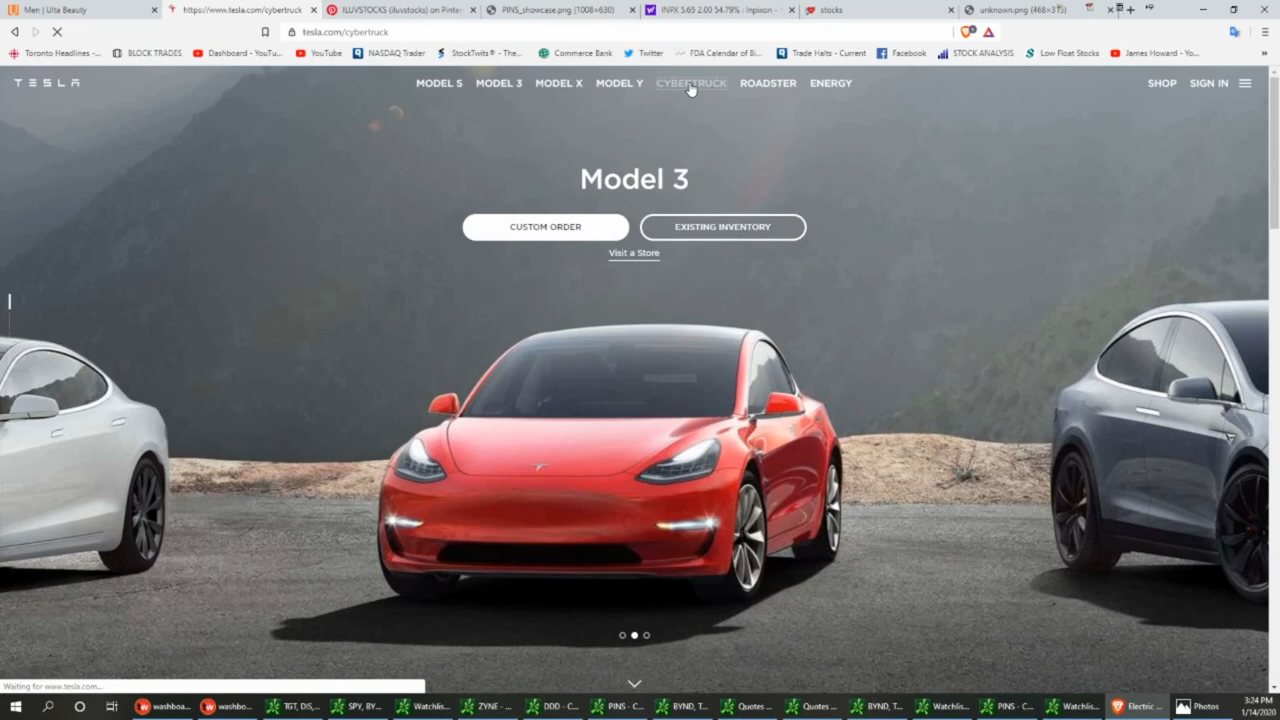 Men | Ulta Beauty
https://www.tesla.com/cybertruck
ILUVSTOCKS (iluvstocks) on Pinter
PINS_showcase.png (1008×630)
INPX 5.65 2.00 54.79% : Inpixon -
stocks
unknown.png (468×315)
tesla.com/cybertruck
Toronto Headlines -...
BLOCK TRADES
Dashboard - YouTu...
YouTube
NASDAQ Trader
StockTwits® - The...
Commerce Bank
Twitter
FDA Calendar of Bi...
Trade Halts - Current
Facebook
STOCK ANALYSIS
Low Float Stocks
James Howard - Yo...
TESLA
MODEL S
MODEL 3
MODEL X
MODEL Y
CYBERTRUCK
ROADSTER
ENERGY
SHOP
SIGN IN
Model 3
CUSTOM ORDER
EXISTING INVENTORY
Visit a Store
Waiting for www.tesla.com...
washboa...
washbo...
TGT, DIS,...
SPY, BY...
Watchlis...
ZYNE - ...
DDD - C...
PINS - C...
BYND, T...
Quotes ...
Quotes ...
BYND, T...
Watchlis...
PINS - C...
Watchlis...
Electric ...
Photos
3:24 PM
1/14/2020